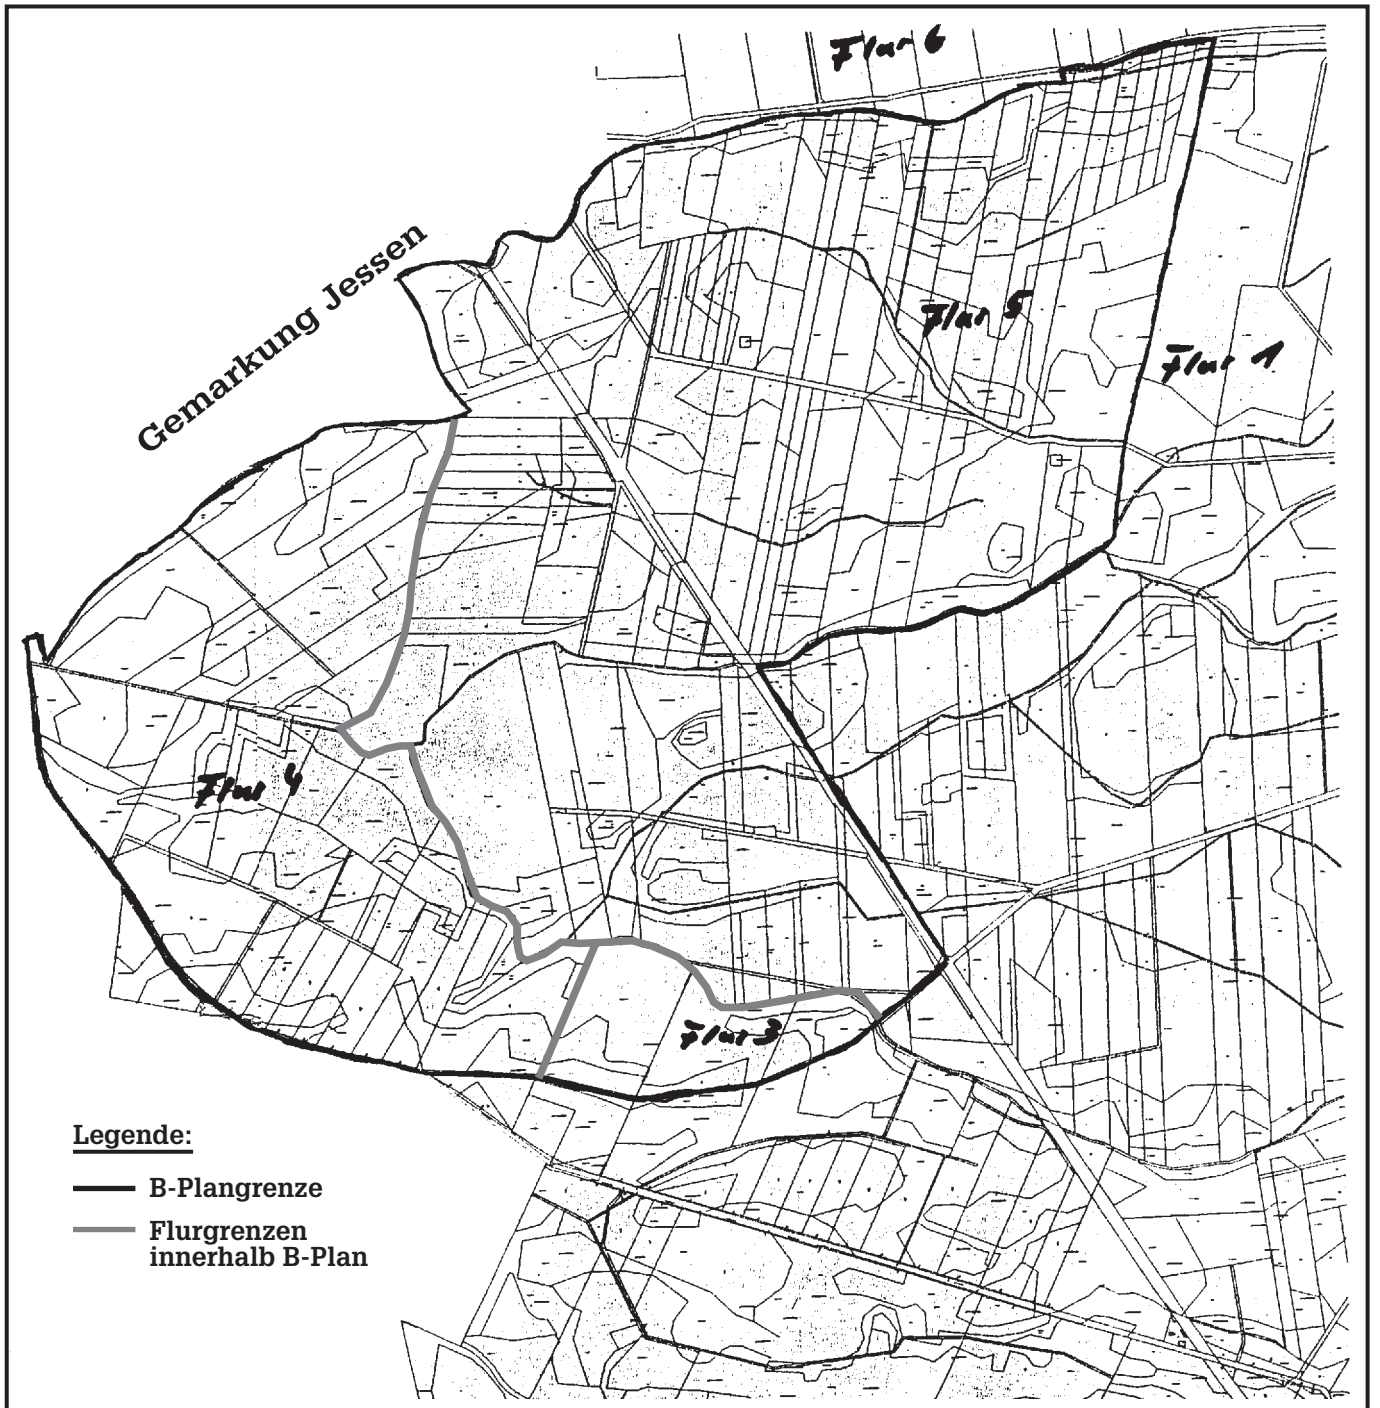 Flur 6
Gemarkung Jessen
Flur 5
Flur 1
Flur 4
Flur 3
Legende:
B-Plangrenze
Flurgrenzen
innerhalb B-Plan